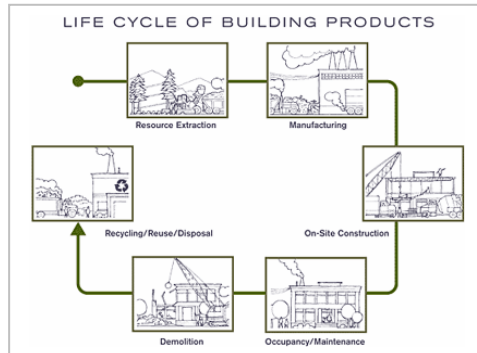 LIFE CYCLE OF BUILDING PRODUCTS
Resource Extraction
Manufacturing
On-Site Construction
Occupancy/Maintenance
Demolition
Recycling/Reuse/Disposal